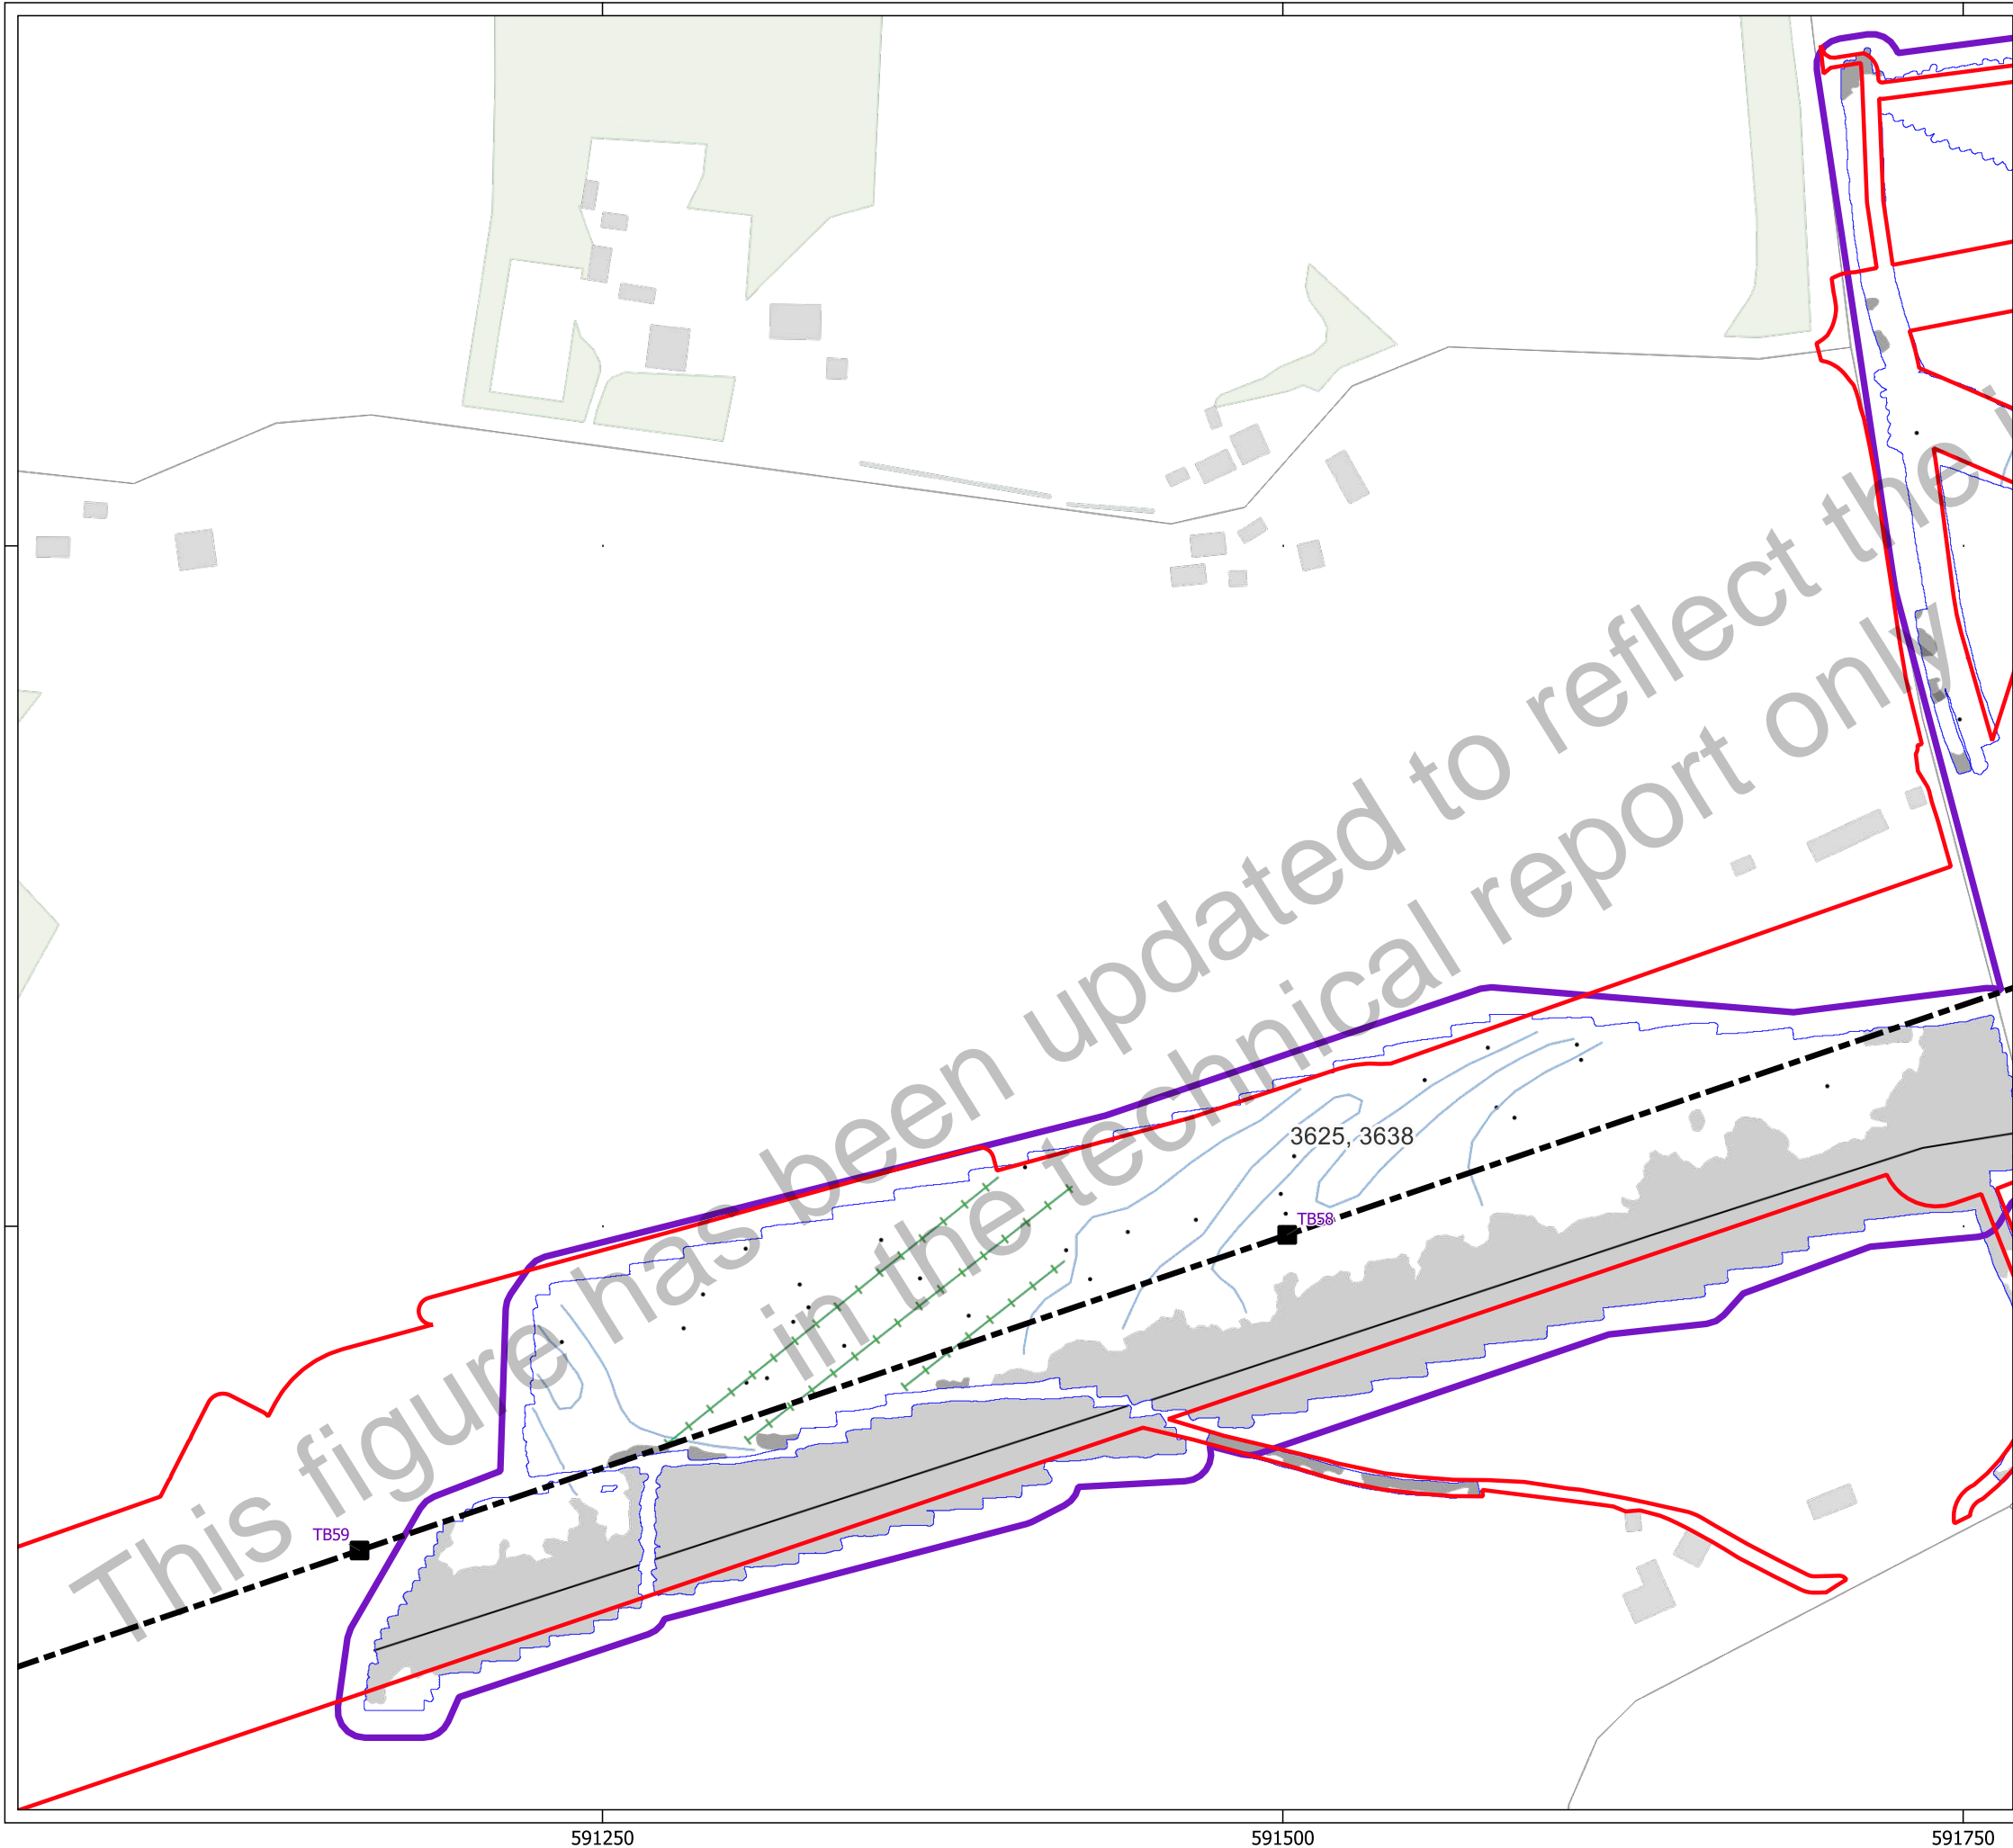 This figure has been updated to reflect the
in the technical report only
3625, 3638
TB58
TB59
591250
591500
591750